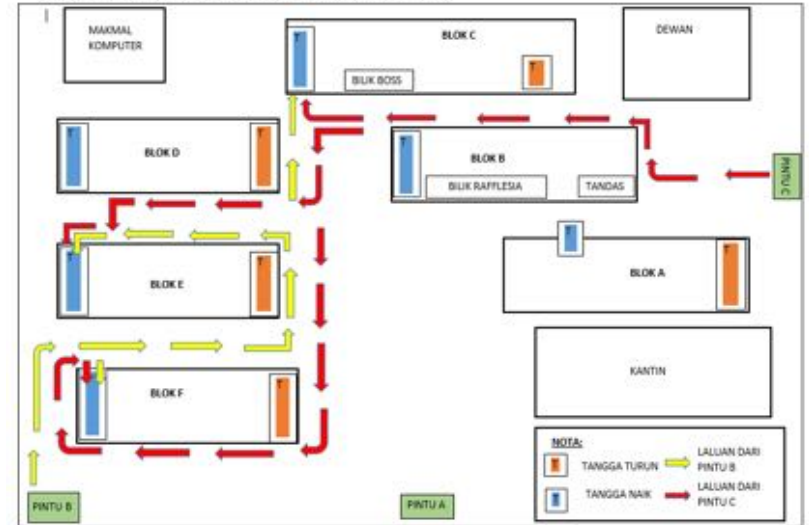 MAKMAL
KOMPUTER
BLOK C
DEWAN
T
T
BILIK BOSS
T
BLOK D
T
T
BLOK B
BILIK RAFFLESIA
TANDAS
PINTU C
T
T
BLOK E
T
T
BLOK A
T
KANTIN
T
BLOK F
T
NOTA:
T
TANGGA TURUN
LALUAN DARI
PINTU B
T
TANGGA NAIK
LALUAN DARI
PINTU C
PINTU B
PINTU A